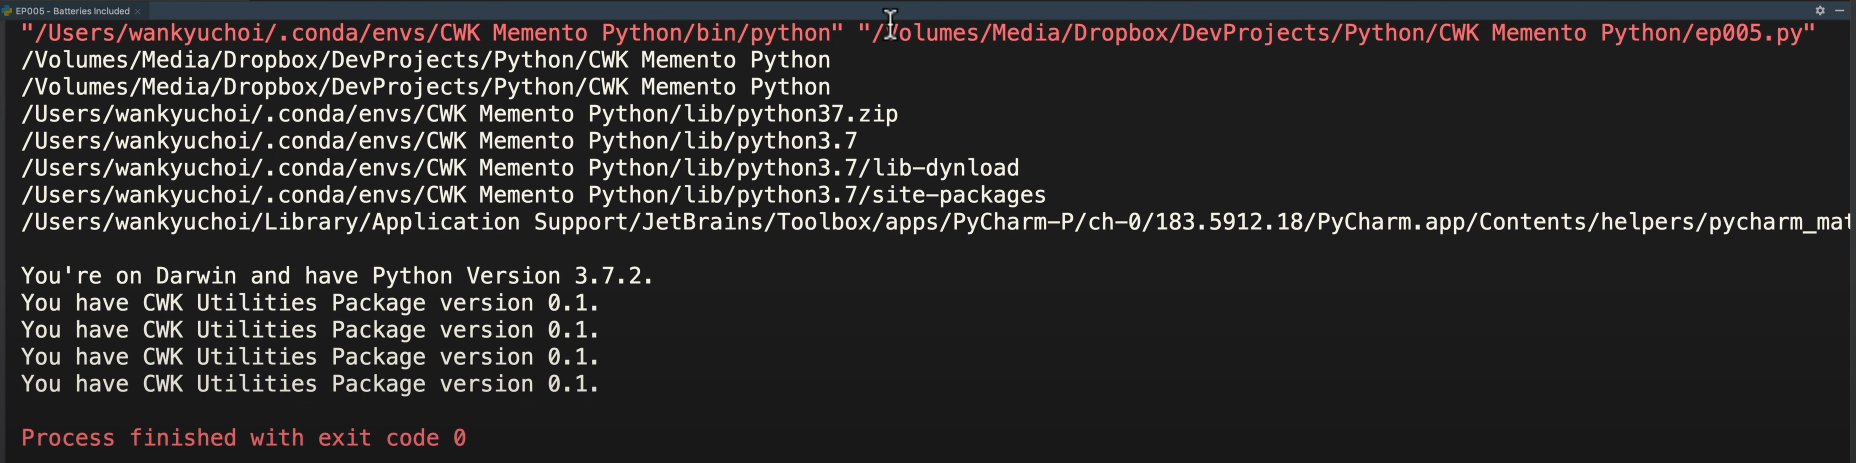 EP005 - Batteries Included ×
"/Users/wankyuchoi/.conda/envs/CWK Memento Python/bin/python" "/Volumes/Media/Dropbox/DevProjects/Python/CWK Memento Python/ep005.py"
/Volumes/Media/Dropbox/DevProjects/Python/CWK Memento Python
/Volumes/Media/Dropbox/DevProjects/Python/CWK Memento Python
/Users/wankyuchoi/.conda/envs/CWK Memento Python/lib/python37.zip
/Users/wankyuchoi/.conda/envs/CWK Memento Python/lib/python3.7
/Users/wankyuchoi/.conda/envs/CWK Memento Python/lib/python3.7/lib-dynload
/Users/wankyuchoi/.conda/envs/CWK Memento Python/lib/python3.7/site-packages
/Users/wankyuchoi/Library/Application Support/JetBrains/Toolbox/apps/PyCharm-P/ch-0/183.5912.18/PyCharm.app/Contents/helpers/pycharm_mat
You're on Darwin and have Python Version 3.7.2.
You have CWK Utilities Package version 0.1.
You have CWK Utilities Package version 0.1.
You have CWK Utilities Package version 0.1.
You have CWK Utilities Package version 0.1.
Process finished with exit code 0